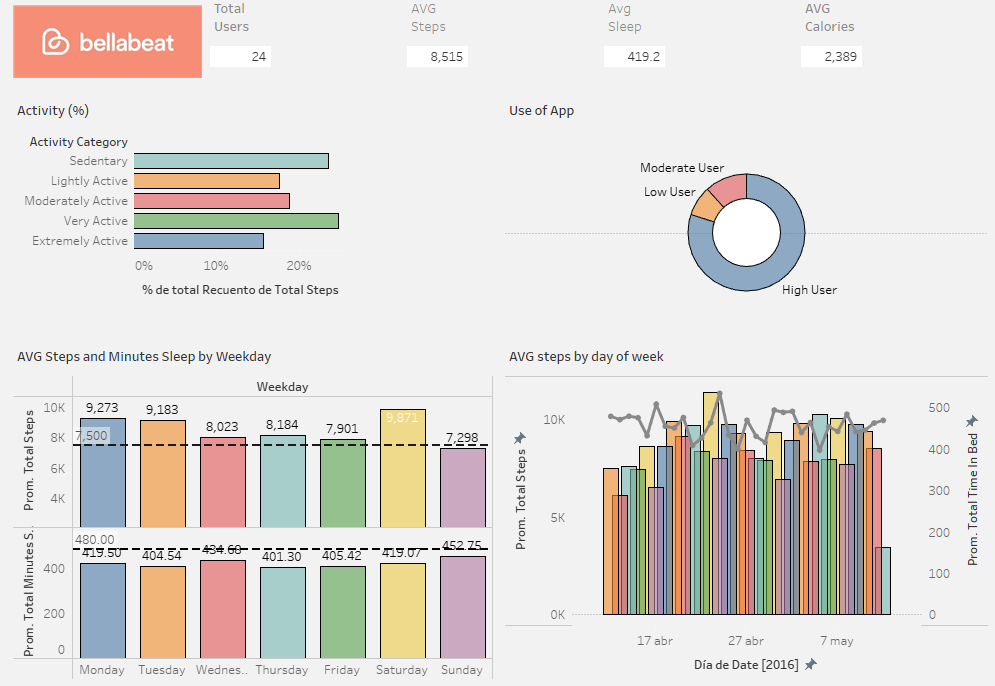 bellabeat
Total
Users
24
AVG
Steps
8,515
Avg
Sleep
419.2
AVG
Calories
2,389
Activity (%)
Activity Category
Sedentary
Lightly Active
Moderately Active
Very Active
Extremely Active
0% 10% 20%
% de total Recuento de Total Steps
Use of App
Moderate User
Low User
High User
AVG Steps and Minutes Sleep by Weekday
Weekday
Prom. Total Steps
10K
8K
6K
4K
7,500
9,273 9,183 8,023 8,184 7,901 9,871 7,298
Prom. Total Minutes S..
400
200
0
480.00
419.50 404.54 434.68 401.30 405.42 419.07 452.75
Monday Tuesday Wednes.. Thursday Friday Saturday Sunday
AVG steps by day of week
Prom. Total Steps
10K
5K
0K
500
400
300
200
100
0
Prom. Total Time In Bed
17 abr 27 abr 7 may
Día de Date [2016]